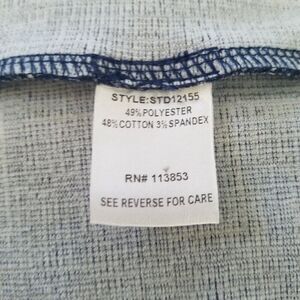 STYLE:STD12155
49%POLYESTER
48%COTTON 3%SPANDEX
RN# 113853
SEE REVERSE FOR CARE